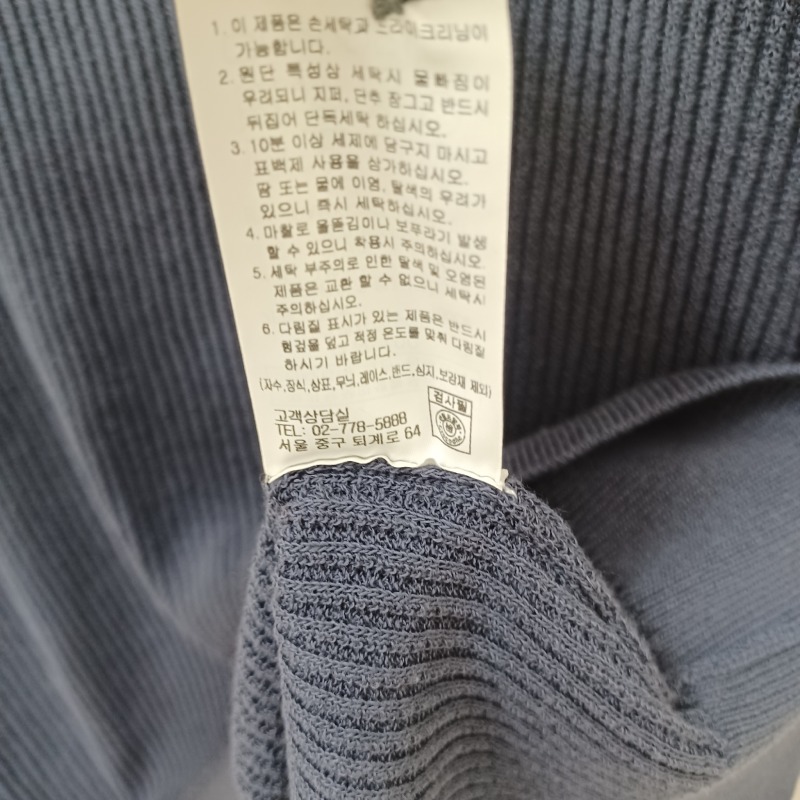 1. 이 제품은 손세탁과 드라이크리닝이
가능합니다.
2. 원단 특성상 세탁시 물빠짐이
우려되니 지퍼, 단추 잠그고 반드시
뒤집어 단독세탁 하십시오.
3. 10분 이상 세제에 담구지 마시고
표백제 사용을 삼가하십시오.
땀 또는 물에 이염, 탈색의 우려가
있으니 즉시 세탁하십시오.
4. 마찰로 올뜯김이나 보푸라기 발생
할 수 있으니 착용시 주의하십시오.
5. 세탁 부주의로 인한 탈색 및 오염된
제품은 교환 할 수 없으니 세탁시
주의하십시오.
6. 다림질 표시가 있는 제품은 반드시
헝겊을 덮고 적정 온도를 맞춰 다림질
하시기 바랍니다.
(자수,장식,상표,무늬,레이스,밴드,심지,보강재 제외)
고객상담실
TEL: 02-778-5888
서울 중구 퇴계로 64
검사필